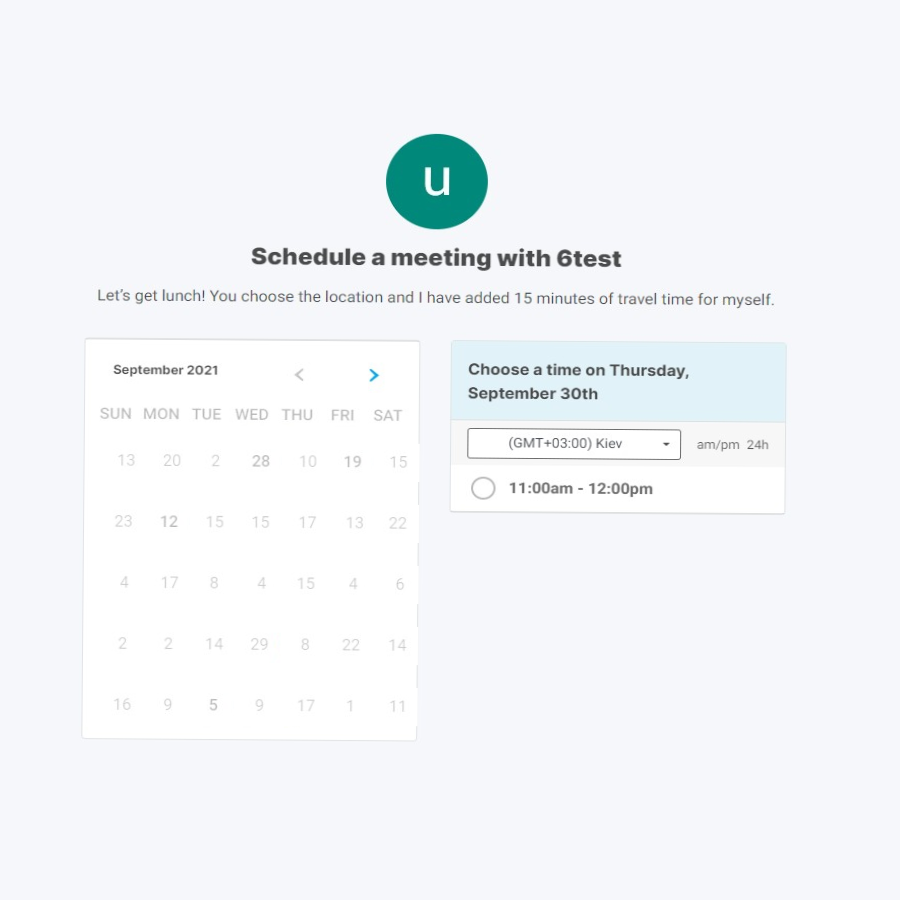 u
Schedule a meeting with 6test
Let's get lunch! You choose the location and I have added 15 minutes of travel time for myself.
September 2021
SUN MON TUE WED THU FRI SAT
13 20 2 28 10 19 15
23 12 15 15 17 13 22
4 17 8 4 15 4 6
2 2 14 29 8 22 14
16 9 5 9 17 1 11
Choose a time on Thursday,
September 30th
(GMT+03:00) Kiev am/pm 24h
11:00am - 12:00pm